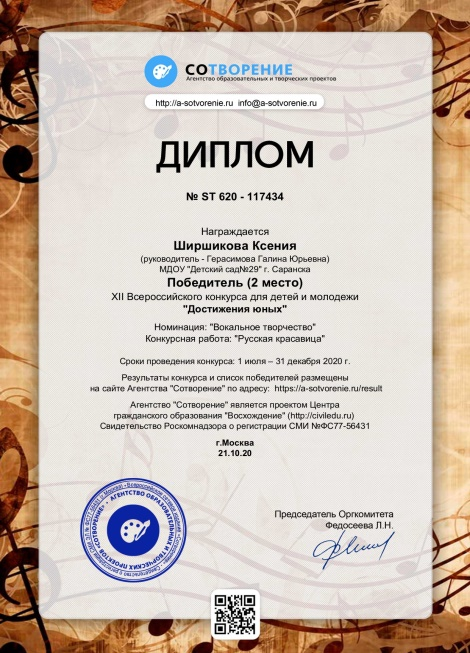 СОТВОРЕНИЕ
Агентство образовательных и творческих проектов
http://a-sotvorenie.ru info@a-sotvorenie.ru
ДИПЛОМ
№ ST 620 - 117434
Награждается
Ширшикова Ксения
(руководитель - Герасимова Галина Юрьевна)
МДОУ "Детский сад№29" г. Саранска
Победитель (2 место)
XII Всероссийского конкурса для детей и молодежи
"Достижения юных"
Номинация: "Вокальное творчество"
Конкурсная работа: "Русская красавица"
Сроки проведения конкурса: 1 июля – 31 декабря 2020 г.
Результаты конкурса и список победителей размещены
на сайте Агентства "Сотворение" по адресу: https://a-sotvorenie.ru/result
Агентство "Сотворение" является проектом Центра
гражданского образования "Восхождение" (http://civiledu.ru)
Свидетельство Роскомнадзора о регистрации СМИ №ФС77-56431
г.Москва
21.10.20
Председатель Оргкомитета
Федосеева Л.Н.
АГЕНТСТВО ОБРАЗОВАТЕЛЬНЫХ И ТВОРЧЕСКИХ ПРОЕКТОВ «СОТВОРЕНИЕ»